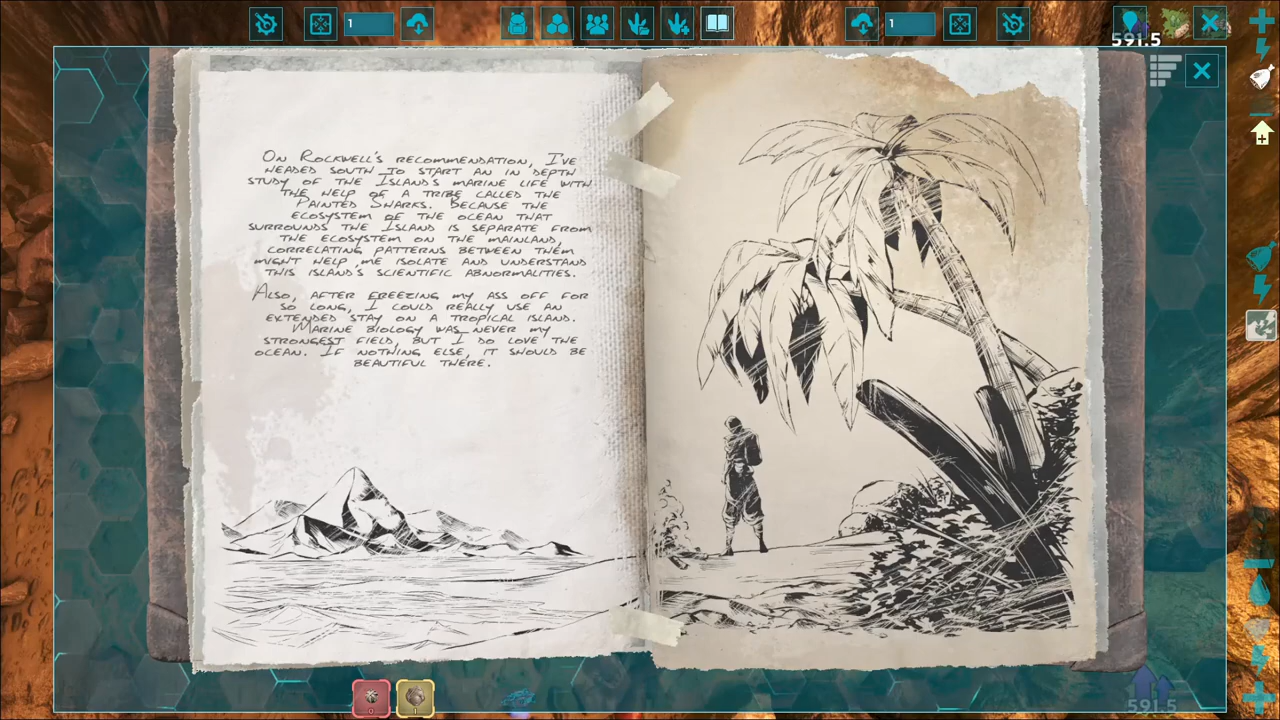 1
1
591.5
On Rockwell's recommendation, I've
headed south to start an in depth
study of the Island's marine life with
the help of a tribe called the
Painted Sharks. Because the
ecosystem of the ocean that
surrounds the Island is separate from
the ecosystem on the mainland,
correlating patterns between them
might help me isolate and understand
this island's scientific abnormalities.
Also, after freezing my ass off for
so long, I could really use an
extended stay on a tropical island.
Marine biology was never my
strongest field, but I do love the
ocean. If nothing else, it should be
beautiful there.
0
1
591.5